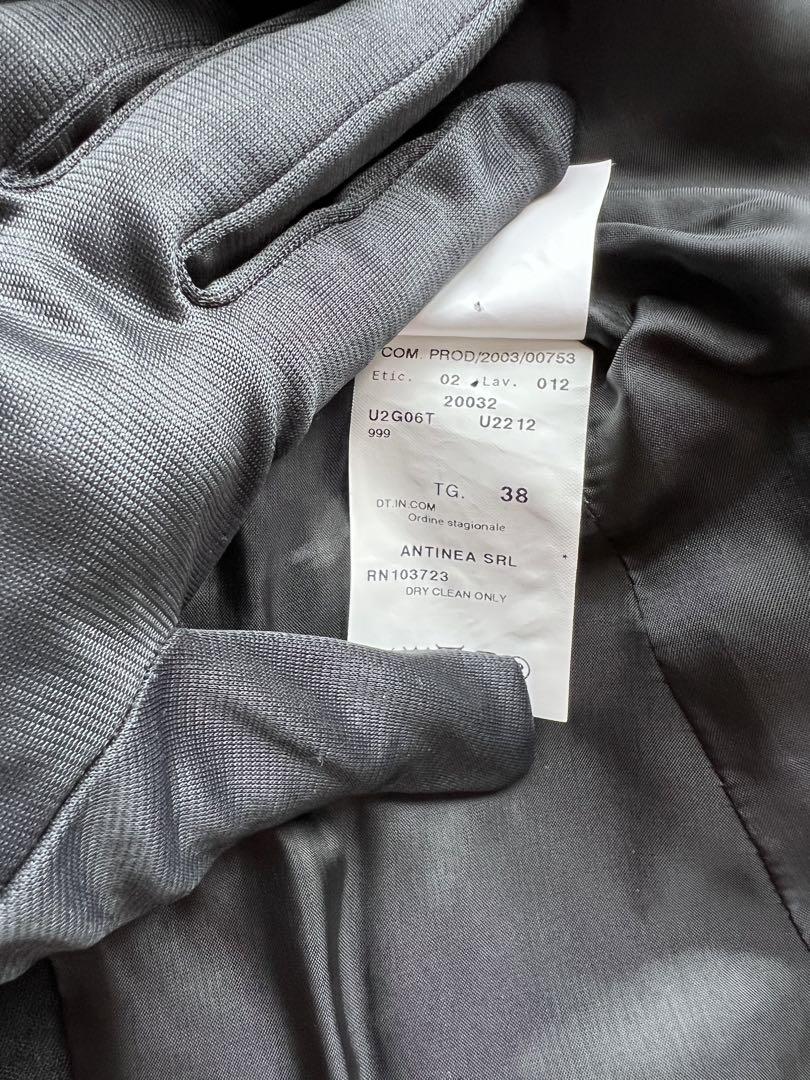 COM. PROD/2003/00753
Etic. 02 Lav. 012
20032
U2G06T U2212
999
TG. 38
DT.IN.COM
Ordine stagionale
ANTINEA SRL
RN103723
DRY CLEAN ONLY